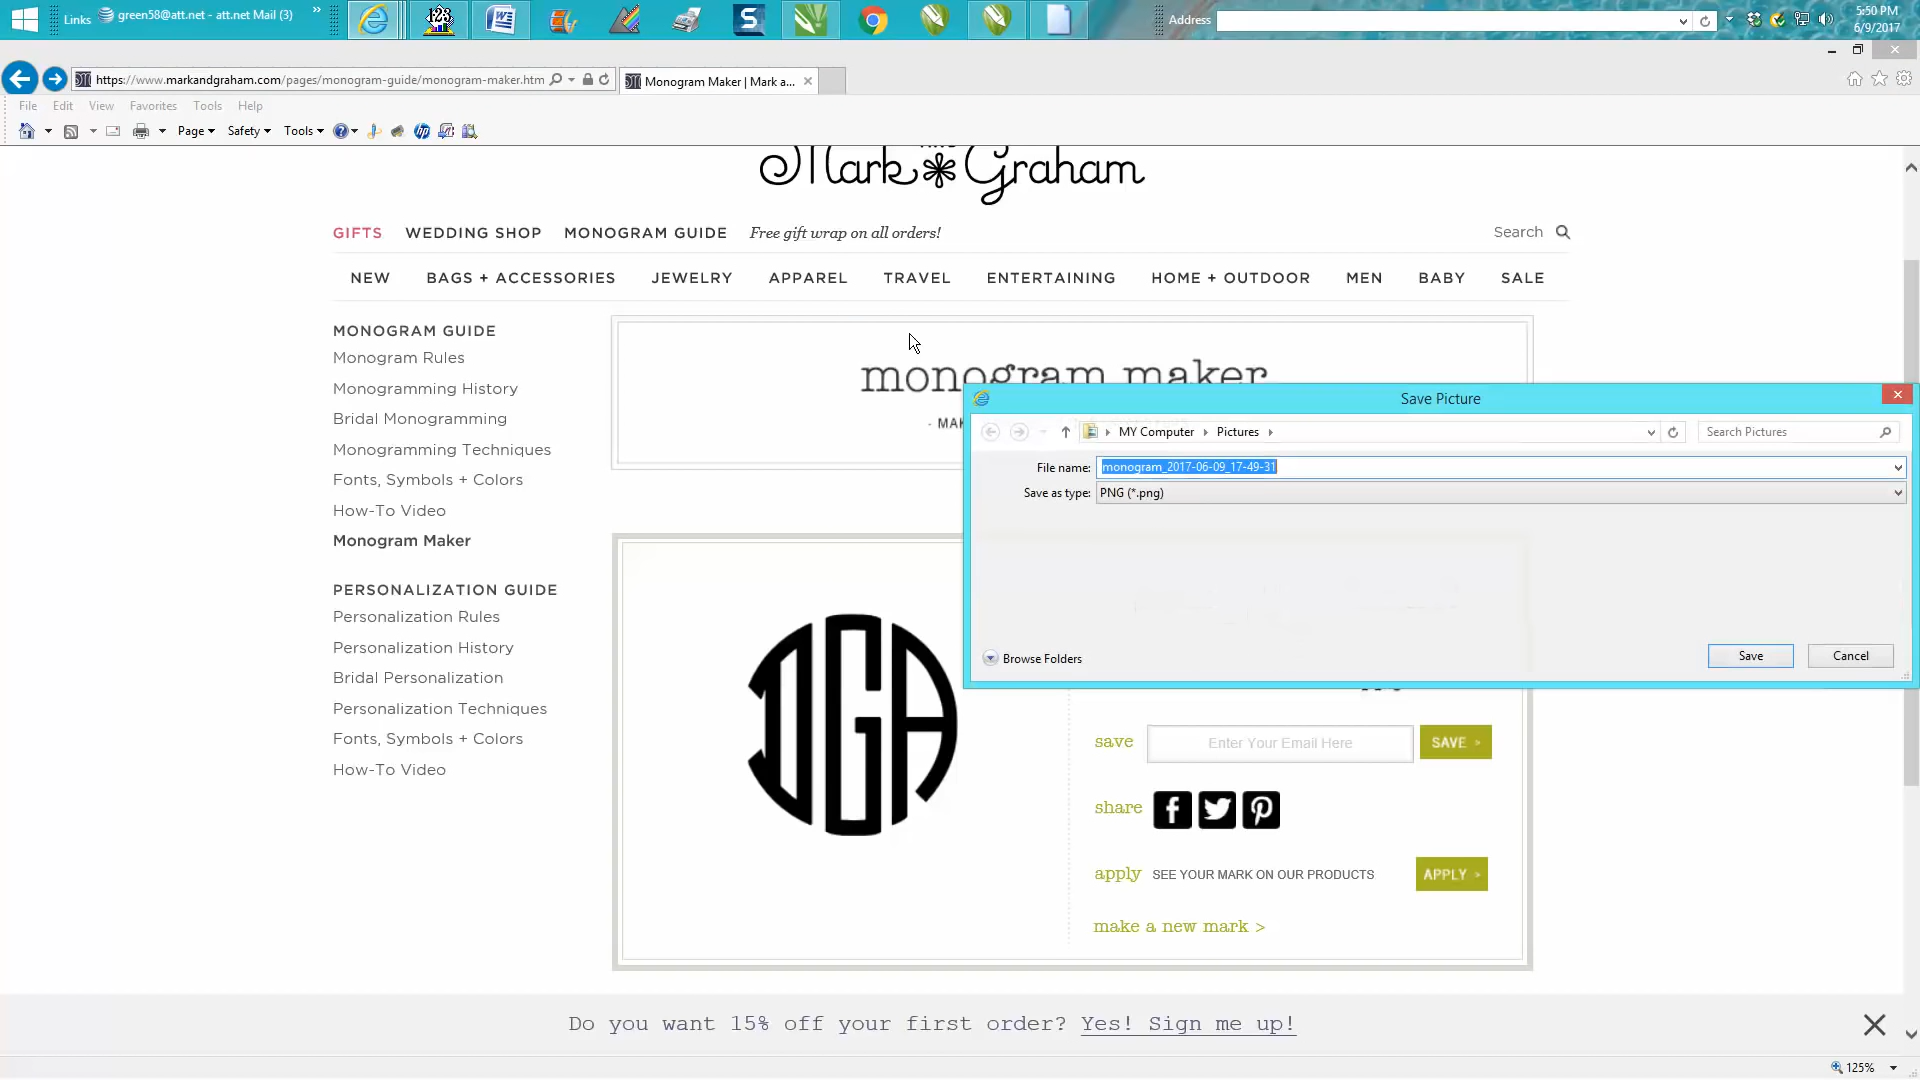 Links green58@att.net - att.net Mail (3) »
Address
5:50 PM
6/9/2017
https://www.markandgraham.com/pages/monogram-guide/monogram-maker.htm
Monogram Maker | Mark a...
File Edit View Favorites Tools Help
Page Safety Tools
Mark Graham
GIFTS WEDDING SHOP MONOGRAM GUIDE Free gift wrap on all orders!
Search
NEW BAGS + ACCESSORIES JEWELRY APPAREL TRAVEL ENTERTAINING HOME + OUTDOOR MEN BABY SALE
MONOGRAM GUIDE
Monogram Rules
Monogramming History
Bridal Monogramming
Monogramming Techniques
Fonts, Symbols + Colors
How-To Video
Monogram Maker
PERSONALIZATION GUIDE
Personalization Rules
Personalization History
Bridal Personalization
Personalization Techniques
Fonts, Symbols + Colors
How-To Video
monogram maker
Save Picture
MY Computer Pictures
Search Pictures
File name: monogram_2017-06-09_17-49-31
Save as type: PNG (*.png)
Browse Folders
Save Cancel
DGA
save Enter Your Email Here SAVE >
share
apply SEE YOUR MARK ON OUR PRODUCTS APPLY >
make a new mark >
Do you want 15% off your first order? Yes! Sign me up!
125%